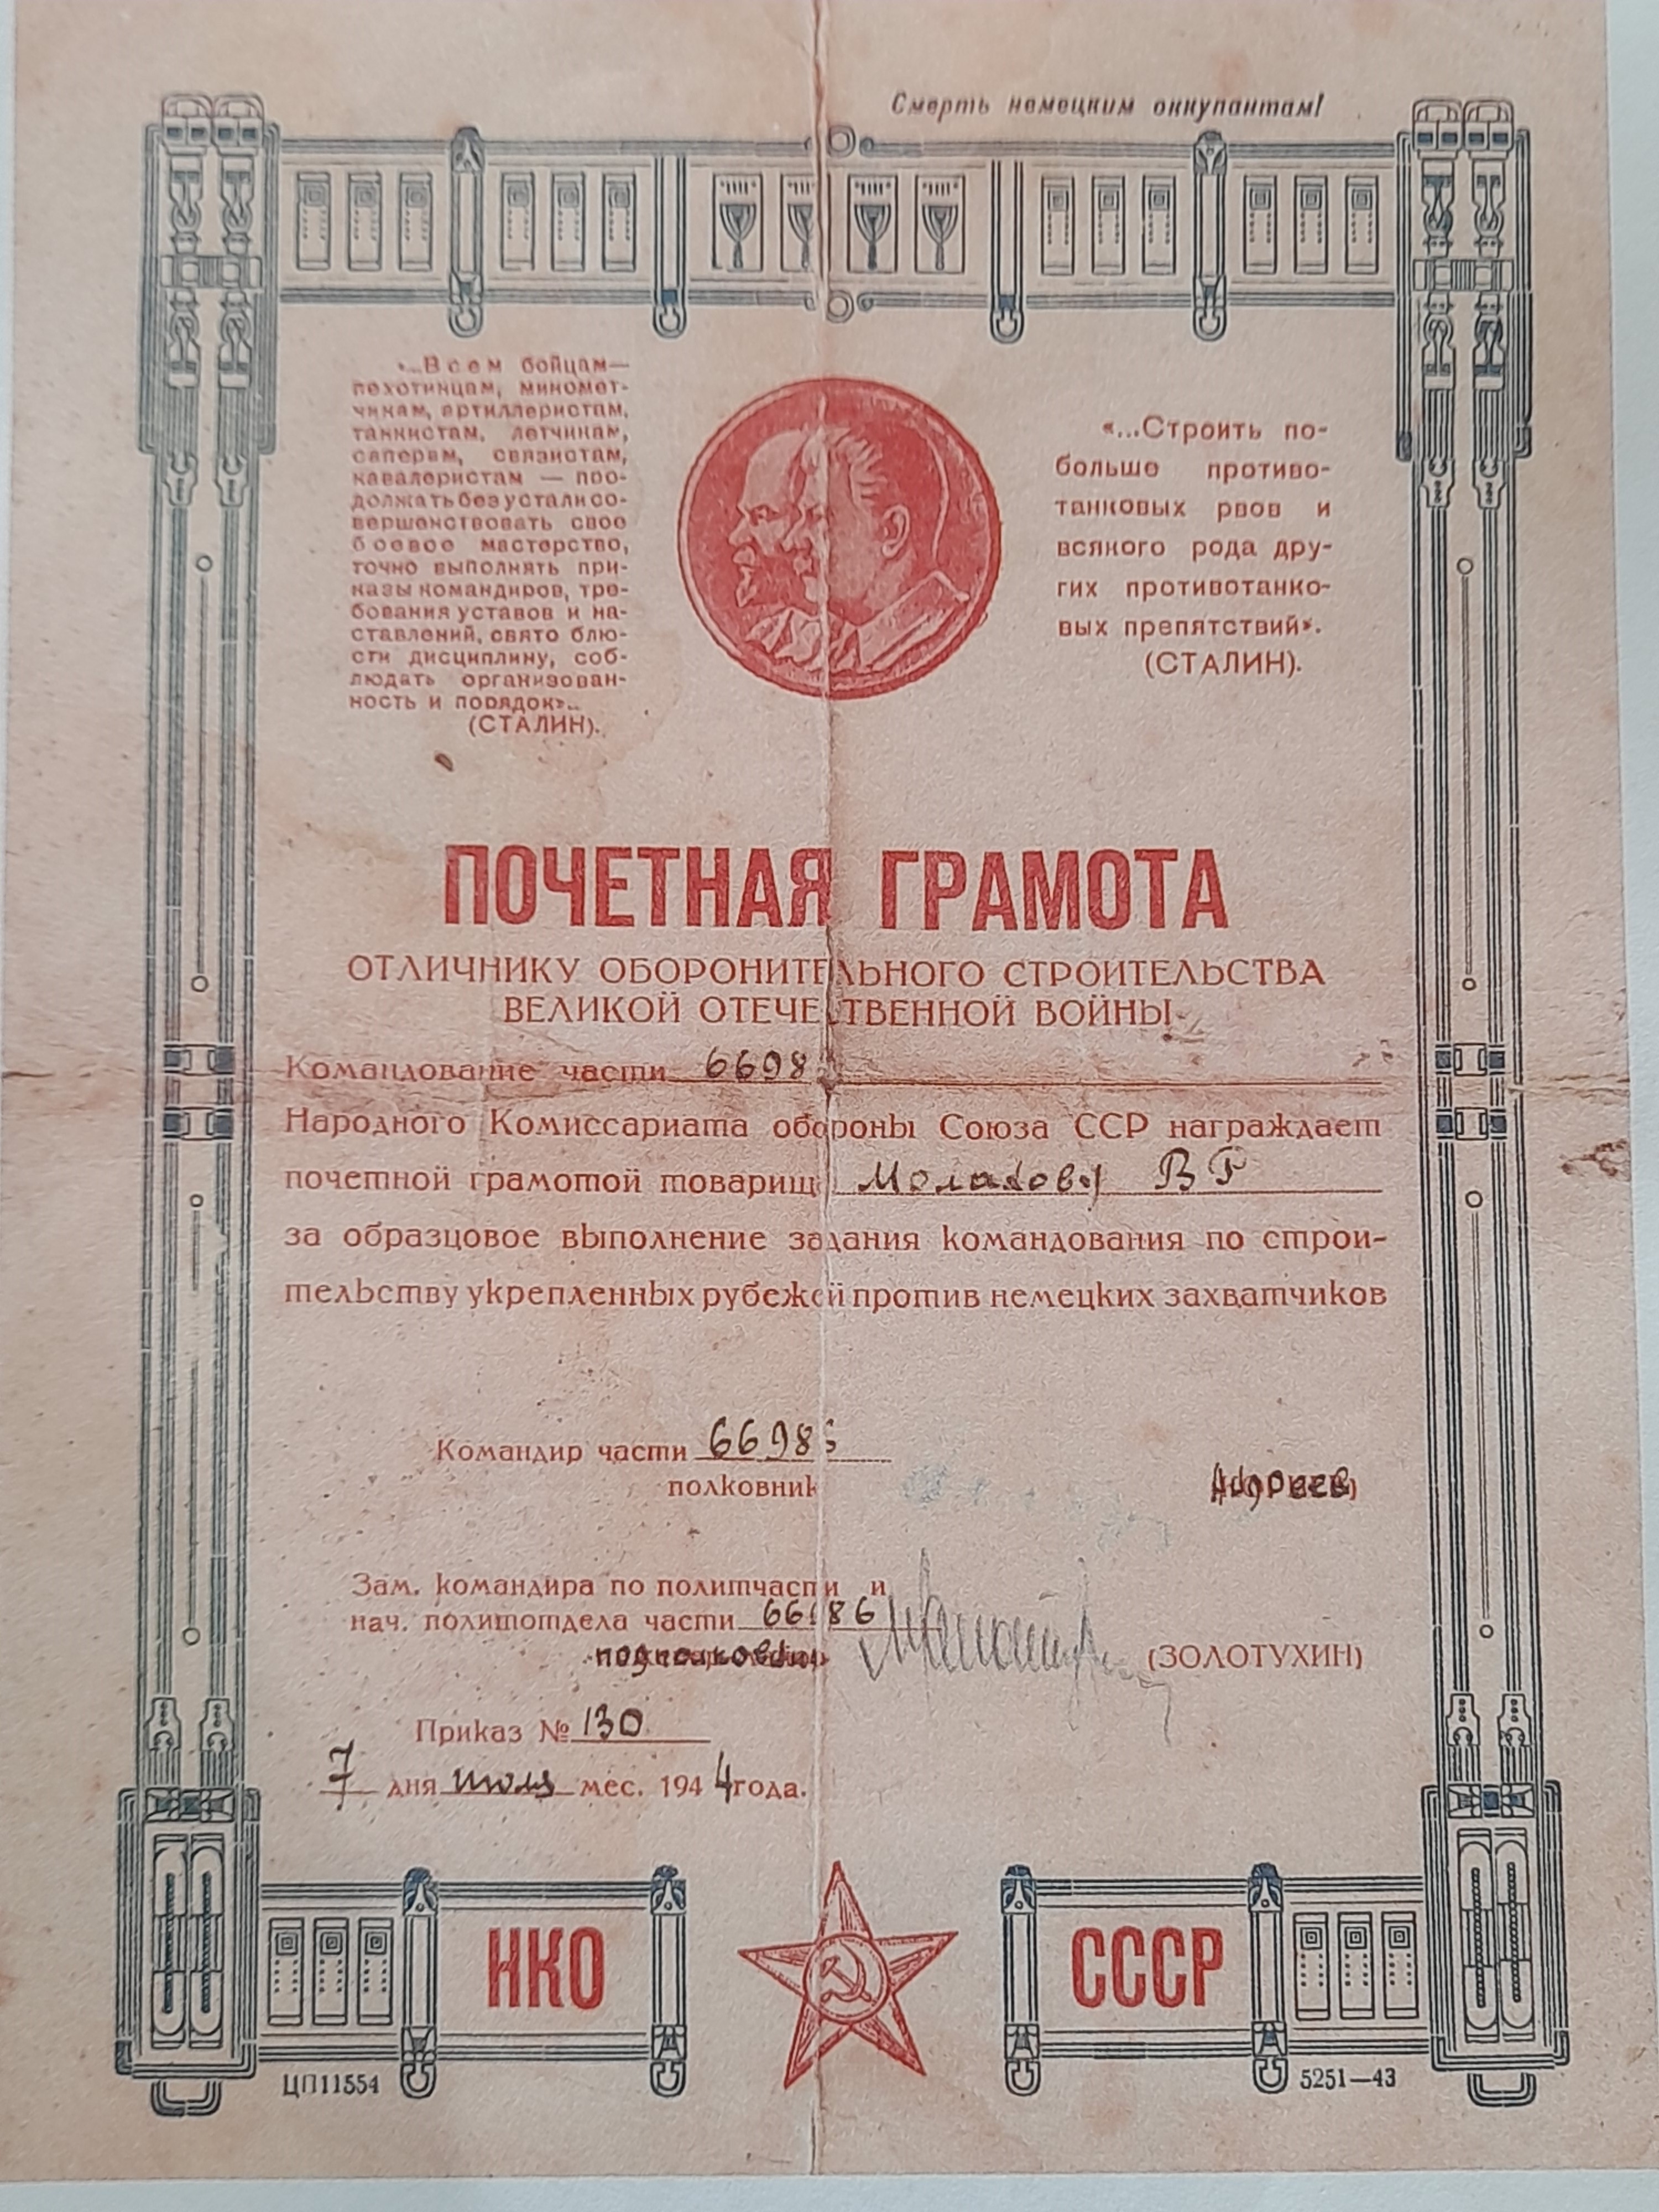 Смерть немецким оккупантам!
«...Всем бойцам—
пехотинцам, миномет-
чикам, артиллеристам,
танкистам, летчикам,
саперам, связистам,
кавалеристам — про-
должать без устали со-
вершенствовать свое
боевое мастерство,
точно выполнять при-
казы командиров, тре-
бования уставов и на-
ставлений, свято блю-
сти дисциплину, соб-
людать организован-
ность и порядок»...
(СТАЛИН).
«...Строить по-
больше противо-
танковых рвов и
всякого рода дру-
гих противотанко-
вых препятствий».
(СТАЛИН).
ПОЧЕТНАЯ ГРАМОТА
ОТЛИЧНИКУ ОБОРОНИТЕЛЬНОГО СТРОИТЕЛЬСТВА
ВЕЛИКОЙ ОТЕЧЕСТВЕННОЙ ВОЙНЫ
Командование части 6698
Народного Комиссариата обороны Союза ССР награждает
почетной грамотой товарищ ВГ
за образцовое выполнение задания командования по строи-
тельству укрепленных рубежей против немецких захватчиков
Командир части 66986
полковник
Зам. командира по политчасти и
нач. политотдела части 66986
подполковник (ЗОЛОТУХИН)
Приказ № 130
7 дня июля мес. 1944 года.
НКО СССР
ЦП11554 5251—43